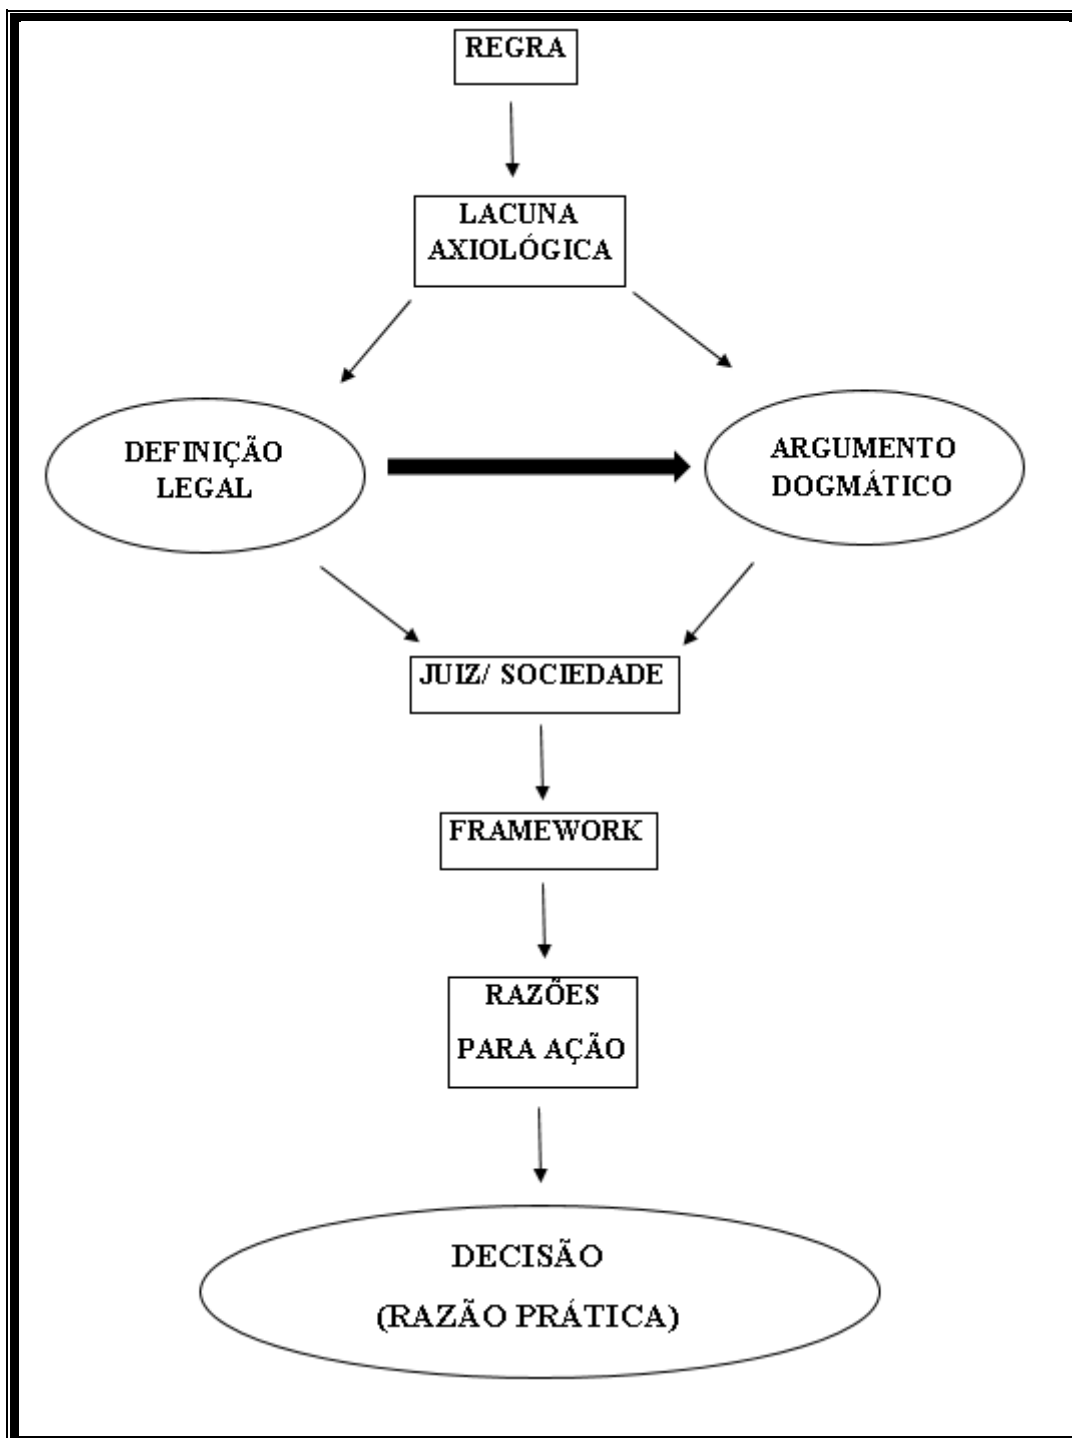 REGRA
LACUNA
AXIOLÓGICA
DEFINIÇÃO
LEGAL
ARGUMENTO
DOGMÁTICO
JUIZ/ SOCIEDADE
FRAMEWORK
RAZÕES
PARA AÇÃO
DECISÃO
(RAZÃO PRÁTICA)